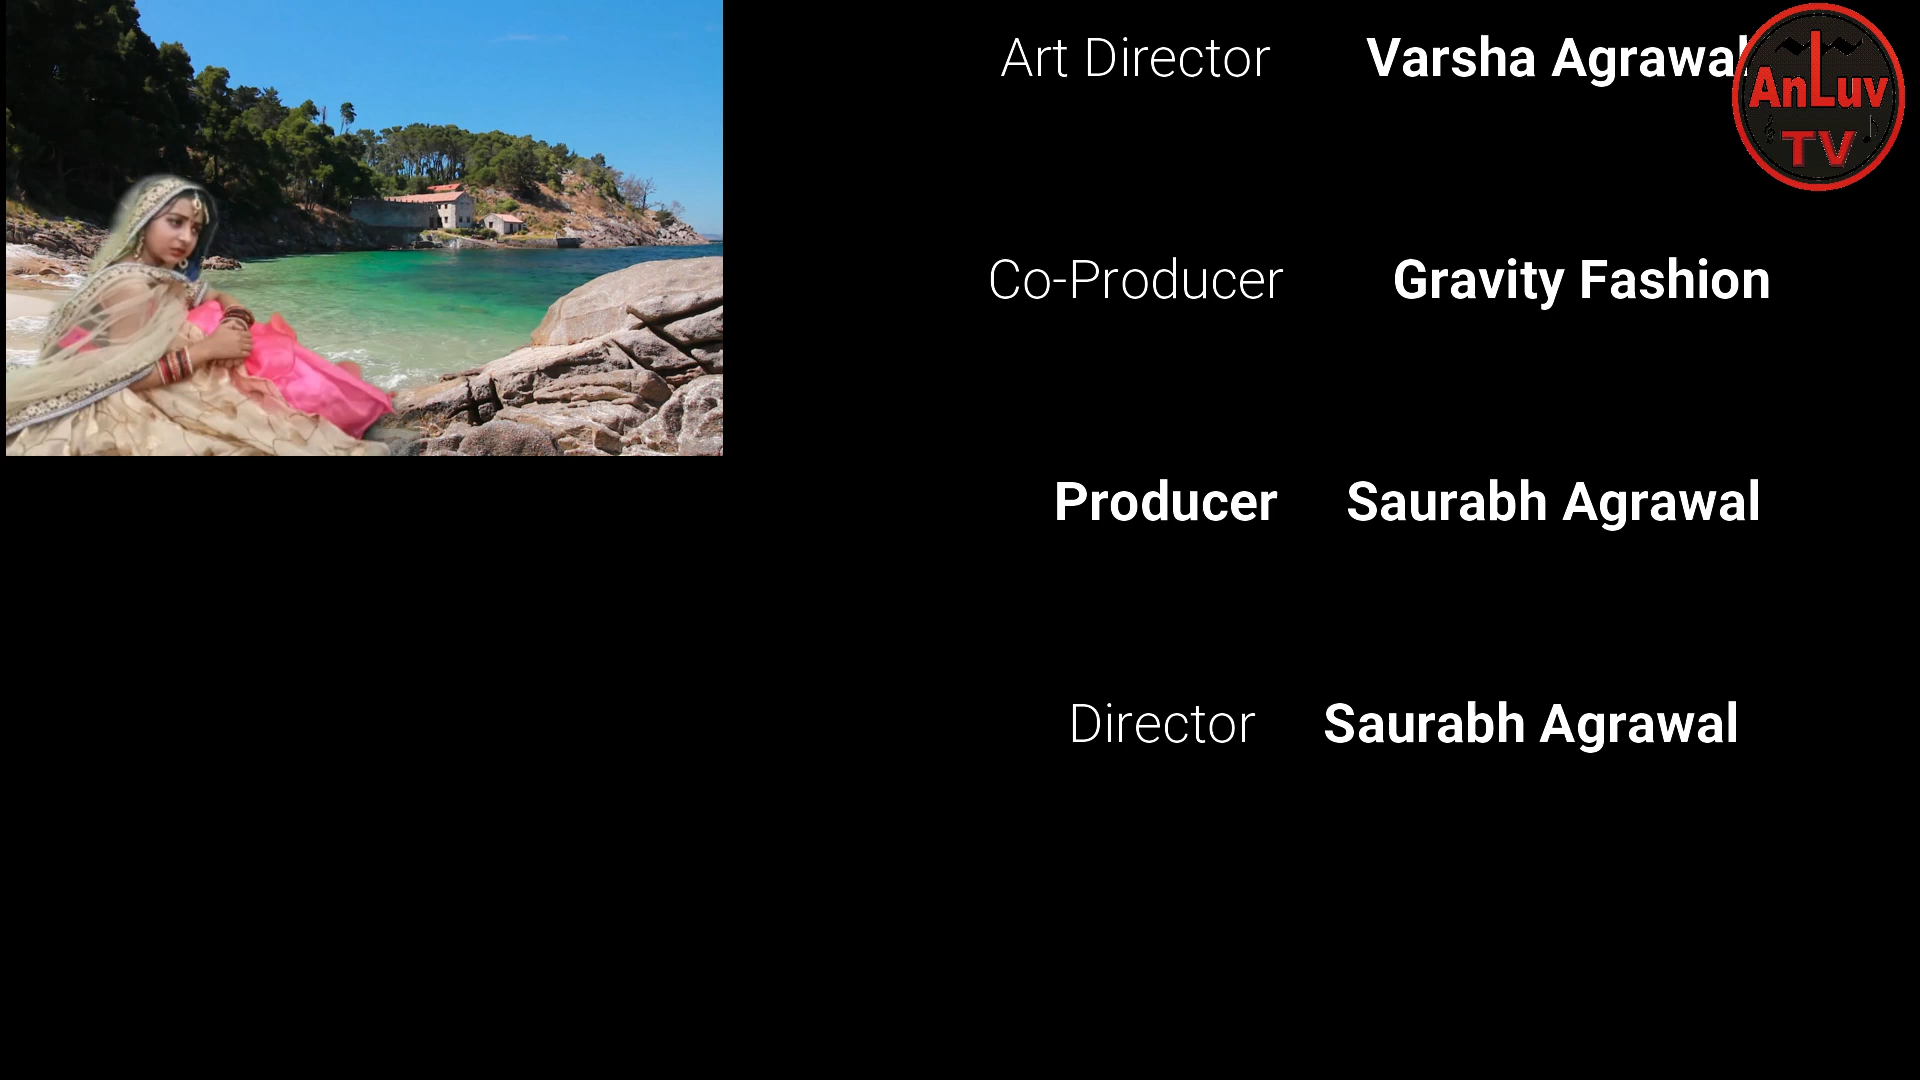 Art Director Varsha Agrawal
AnLuv
TV
Co-Producer Gravity Fashion
Producer Saurabh Agrawal
Director Saurabh Agrawal